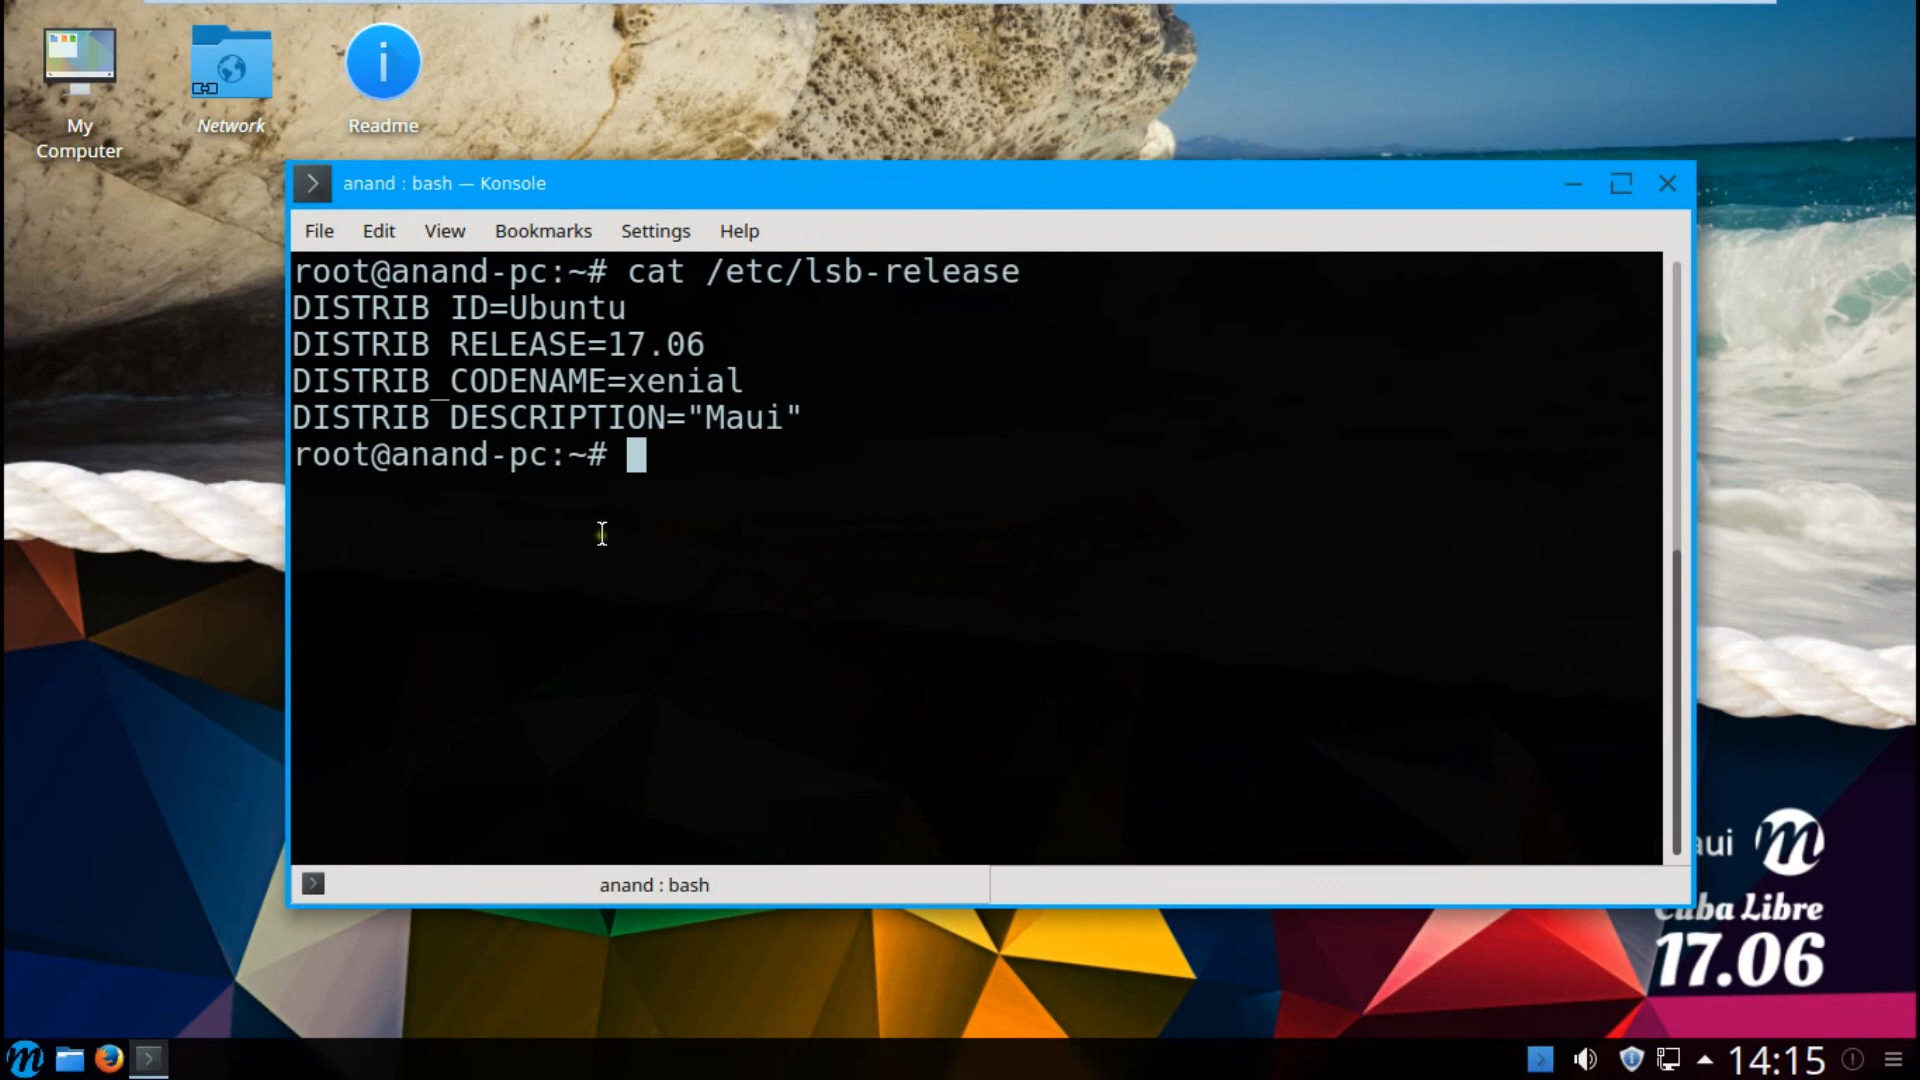 My
Computer
Network
Readme
anand : bash — Konsole
File Edit View Bookmarks Settings Help
root@anand-pc:~# cat /etc/lsb-release
DISTRIB_ID=Ubuntu
DISTRIB_RELEASE=17.06
DISTRIB_CODENAME=xenial
DISTRIB_DESCRIPTION="Maui"
root@anand-pc:~#
anand : bash
aui
Cuba Libre
17.06
14:15